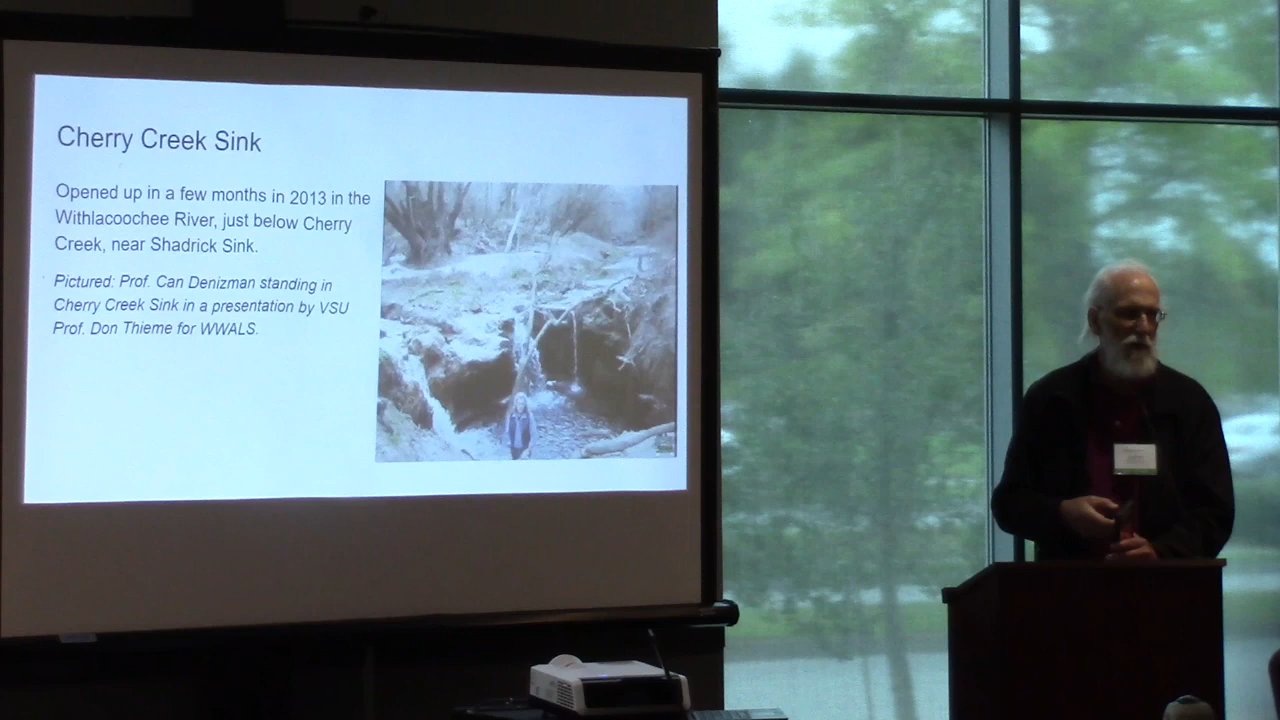 Cherry Creek Sink
Opened up in a few months in 2013 in the
Withlacoochee River, just below Cherry
Creek, near Shadrick Sink.
Pictured: Prof. Can Denizman standing in
Cherry Creek Sink in a presentation by VSU
Prof. Don Thieme for WWALS.